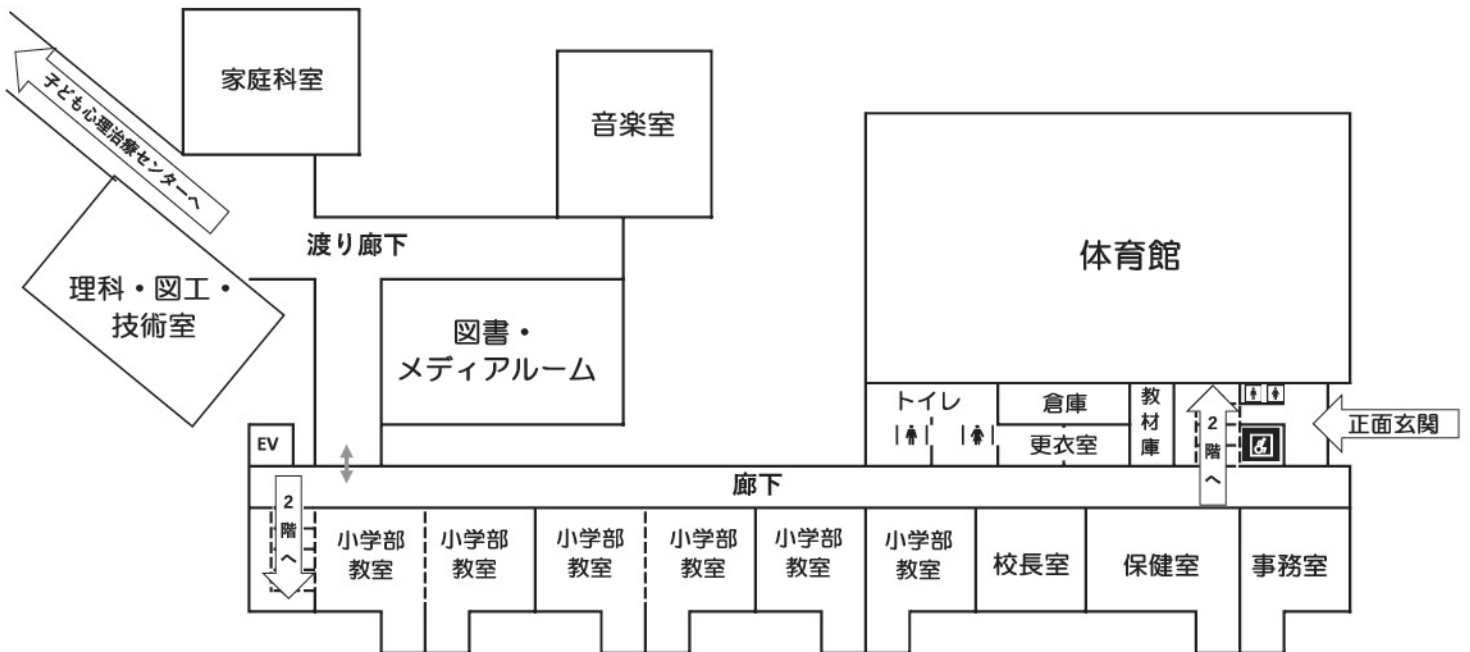 家庭科室
音楽室
子ども心理治療センターへ
体育館
渡り廊下
理科・図工・
技術室
図書・
メディアルーム
トイレ
倉庫
更衣室
教材庫
2階へ
正面玄関
EV
廊下
2階へ
小学部
教室
小学部
教室
小学部
教室
小学部
教室
小学部
教室
小学部
教室
校長室
保健室
事務室